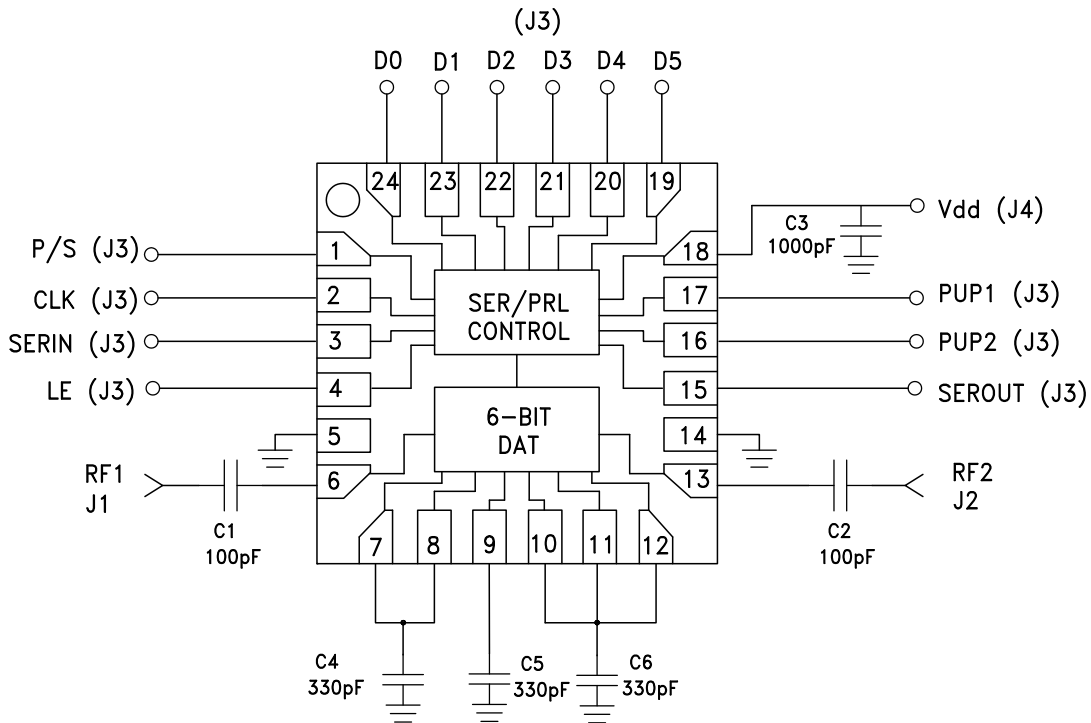 (J3)
D0 D1 D2 D3 D4 D5
24 23 22 21 20 19
P/S (J3)
CLK (J3)
SERIN (J3)
LE (J3)
1
2
3
4
5
6
SER/PRL
CONTROL
6-BIT
DAT
18
17
16
15
14
13
C3
1000pF
Vdd (J4)
PUP1 (J3)
PUP2 (J3)
SEROUT (J3)
RF1
J1
C1
100pF
RF2
J2
C2
100pF
7 8 9 10 11 12
C4
330pF
C5
330pF
C6
330pF